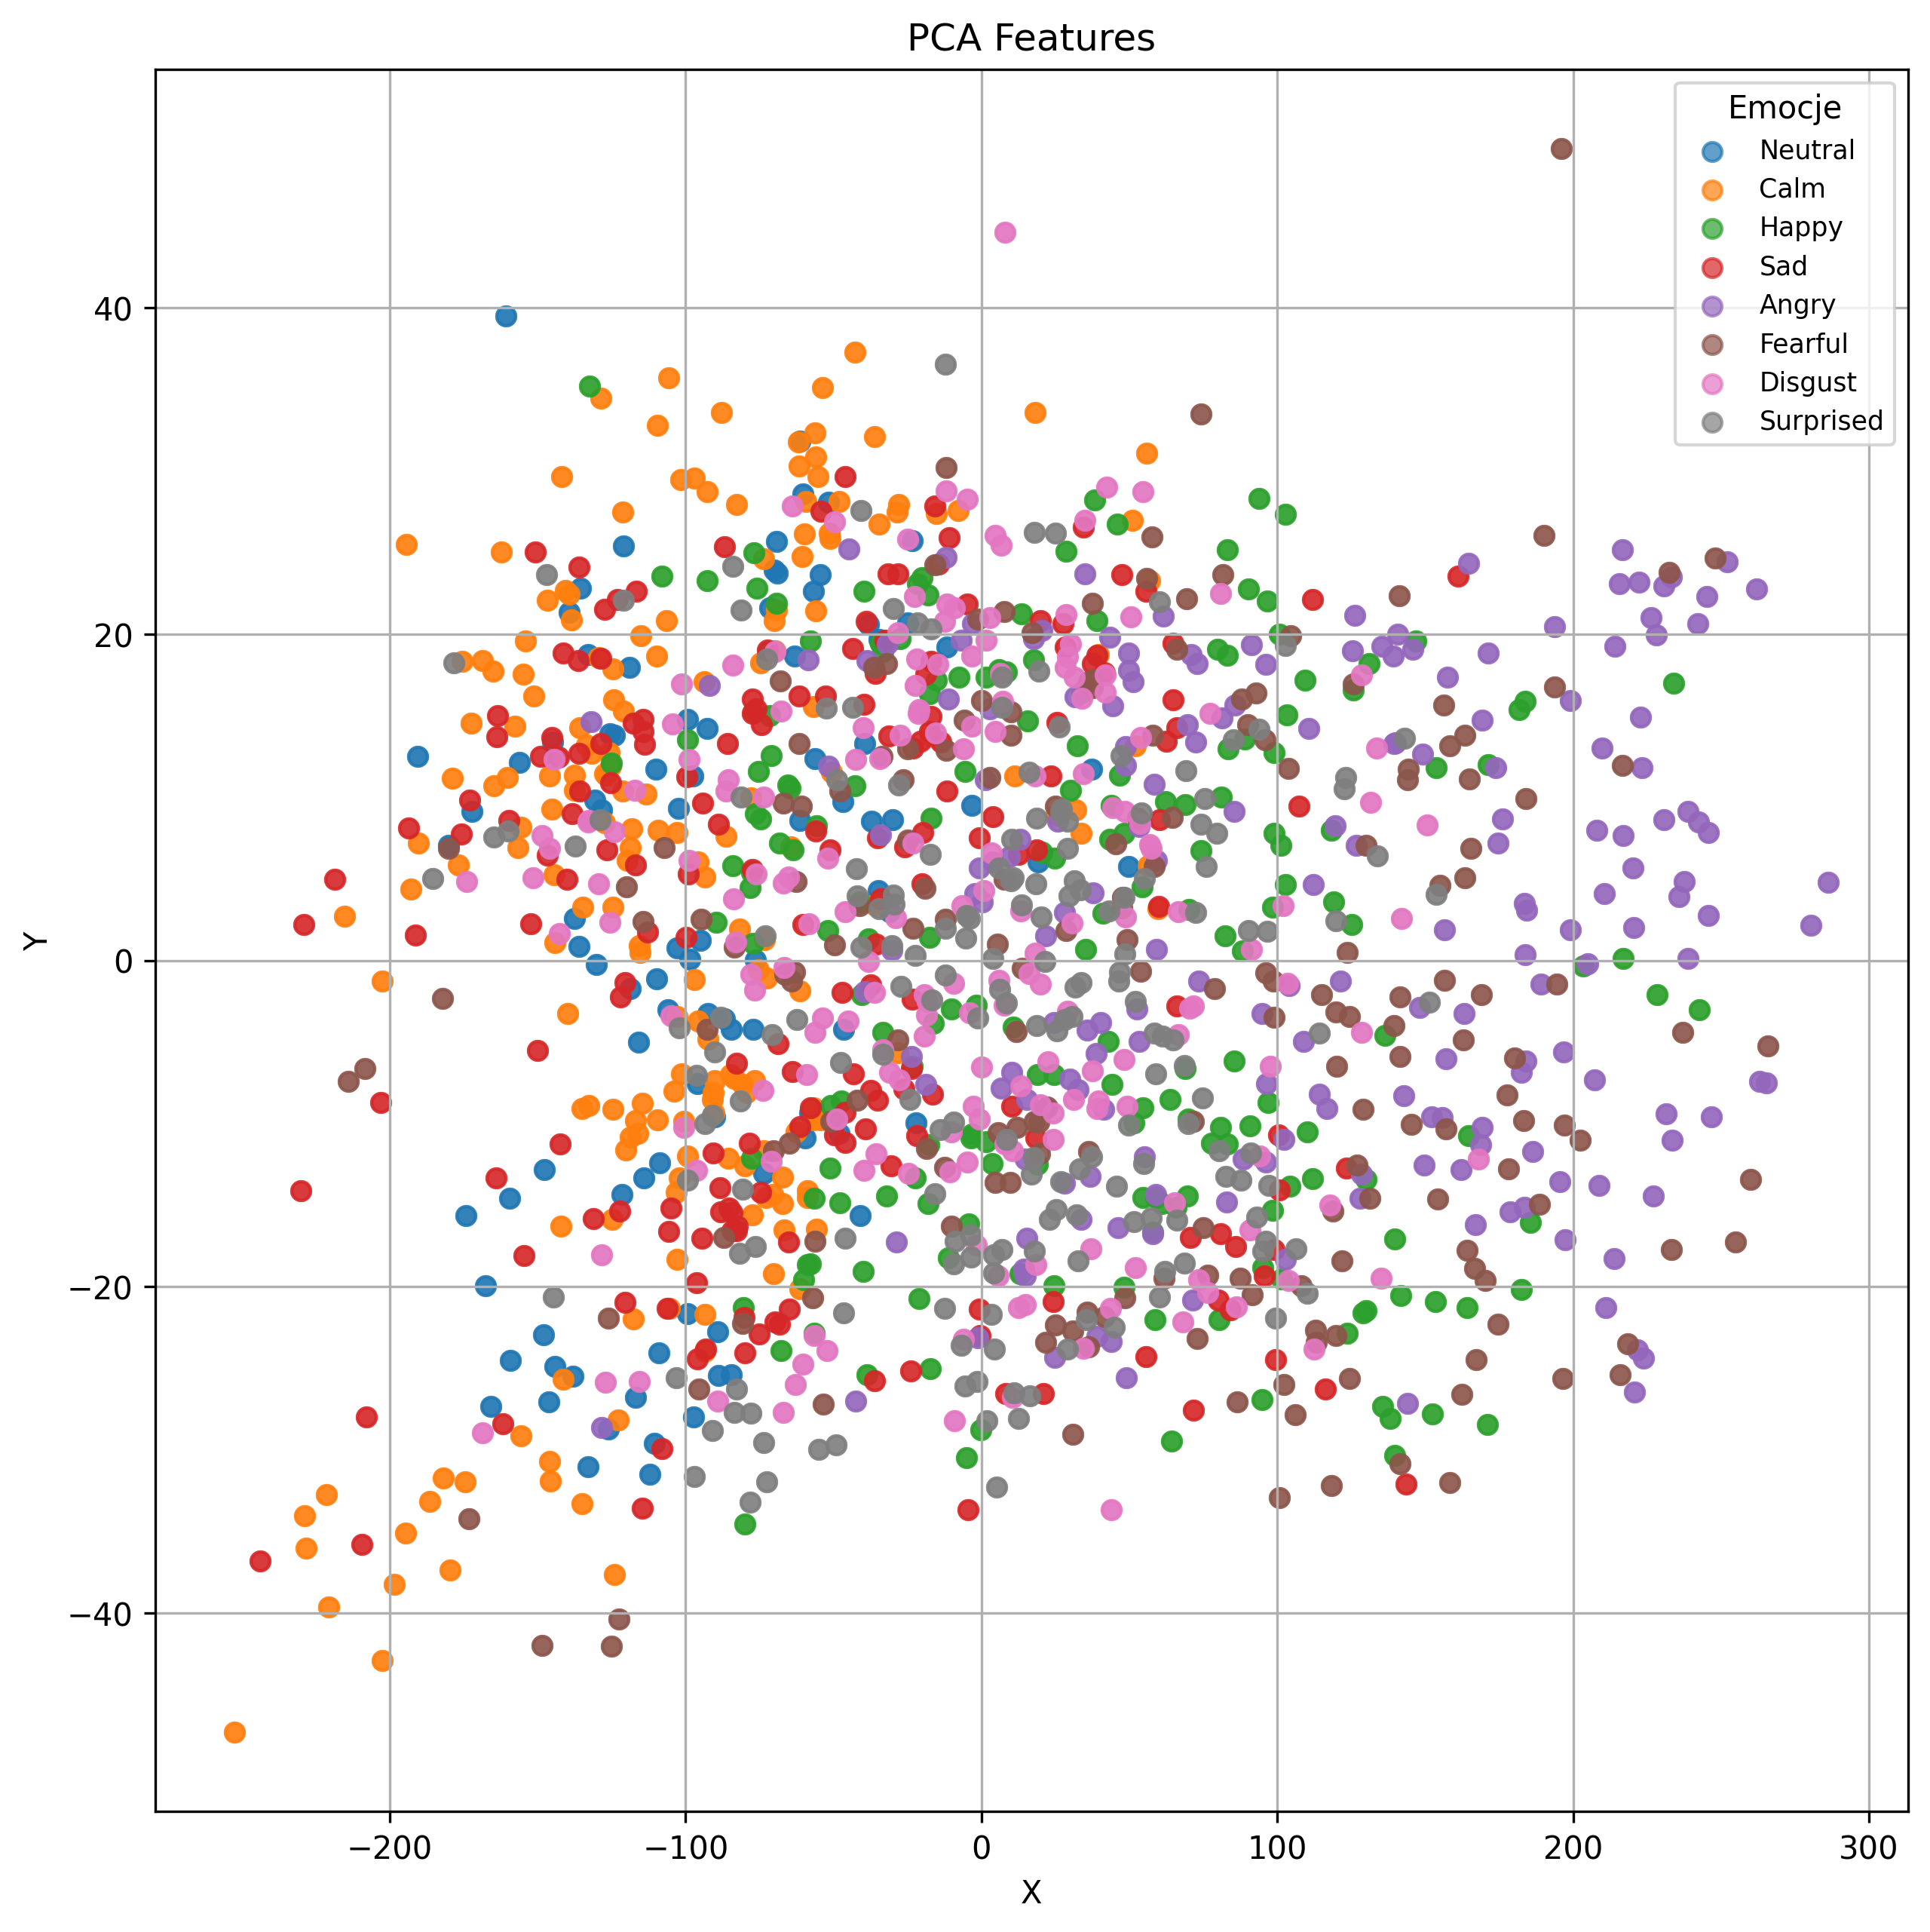 PCA Features
Emocje
Neutral
Calm
Happy
Sad
Angry
Fearful
Disgust
Surprised
Y
40
20
0
−20
−40
−200
−100
0
100
200
300
X